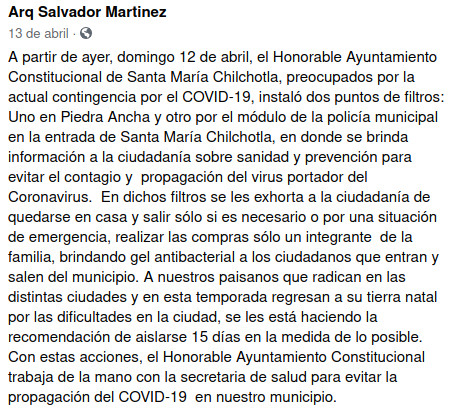 Arq Salvador Martinez
13 de abril ·
A partir de ayer, domingo 12 de abril, el Honorable Ayuntamiento
Constitucional de Santa María Chilchotla, preocupados por la
actual contingencia por el COVID-19, instaló dos puntos de filtros:
Uno en Piedra Ancha y otro por el módulo de la policía municipal
en la entrada de Santa María Chilchotla, en donde se brinda
información a la ciudadanía sobre sanidad y prevención para
evitar el contagio y  propagación del virus portador del
Coronavirus.  En dichos filtros se les exhorta a la ciudadanía de
quedarse en casa y salir sólo si es necesario o por una situación
de emergencia, realizar las compras sólo un integrante  de la
familia, brindando gel antibacterial a los ciudadanos que entran y
salen del municipio. A nuestros paisanos que radican en las
distintas ciudades y en esta temporada regresan a su tierra natal
por las dificultades en la ciudad, se les está haciendo la
recomendación de aislarse 15 días en la medida de lo posible.
Con estas acciones, el Honorable Ayuntamiento Constitucional
trabaja de la mano con la secretaria de salud para evitar la
propagación del COVID-19  en nuestro municipio.